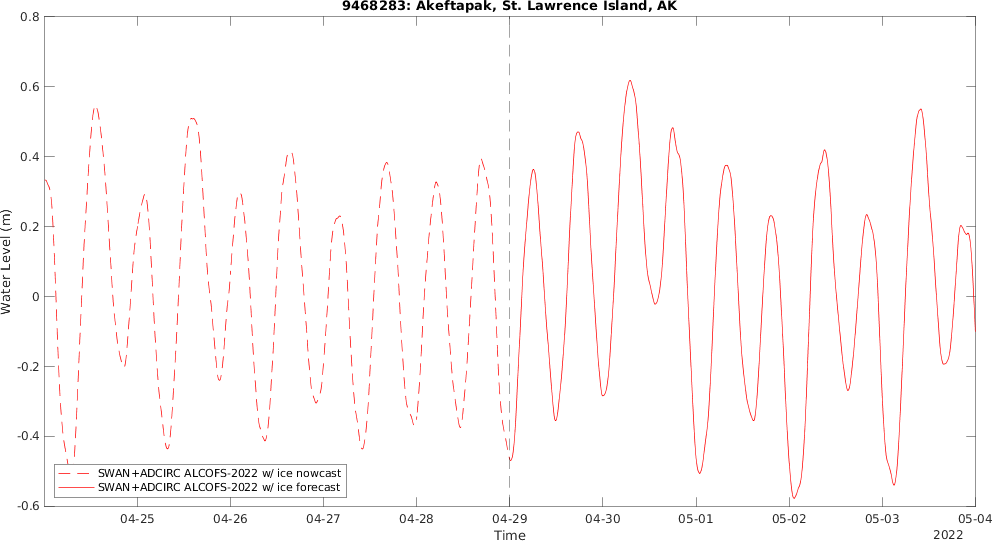 9468283: Akeftapak, St. Lawrence Island, AK
0.8
0.6
0.4
0.2
0
-0.2
-0.4
-0.6
Water Level (m)
SWAN+ADCIRC ALCOFS-2022 w/ ice nowcast
SWAN+ADCIRC ALCOFS-2022 w/ ice forecast
04-25 04-26 04-27 04-28 04-29 04-30 05-01 05-02 05-03 05-04
Time
2022